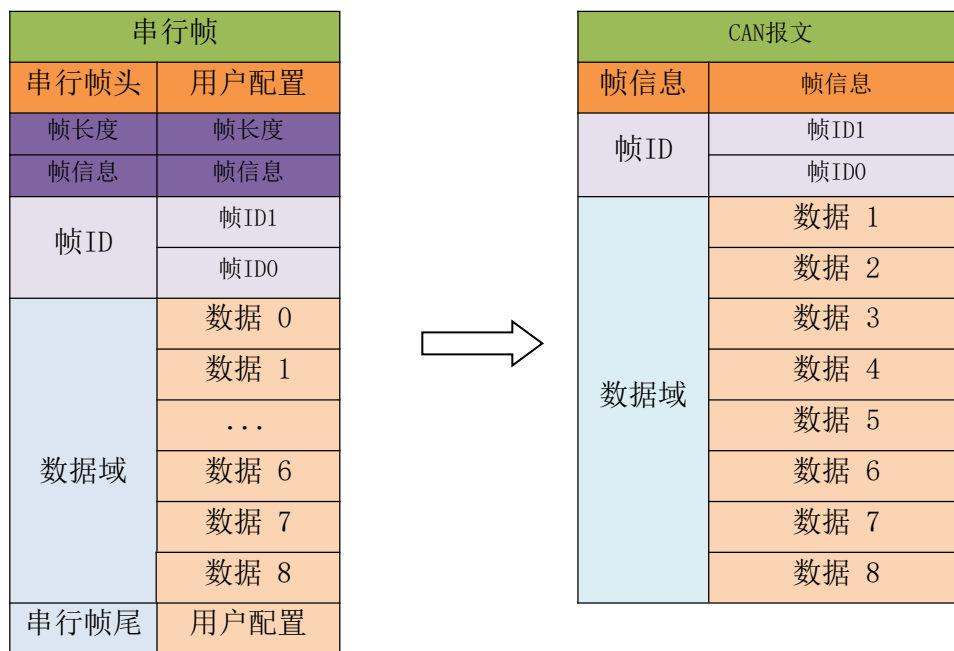 串行帧
串行帧头 用户配置
帧长度 帧长度
帧信息 帧信息
帧ID
帧ID1
帧ID0
数据域
数据 0
数据 1
...
数据 6
数据 7
数据 8
串行帧尾 用户配置
CAN报文
帧信息 帧信息
帧ID
帧ID1
帧ID0
数据域
数据 1
数据 2
数据 3
数据 4
数据 5
数据 6
数据 7
数据 8